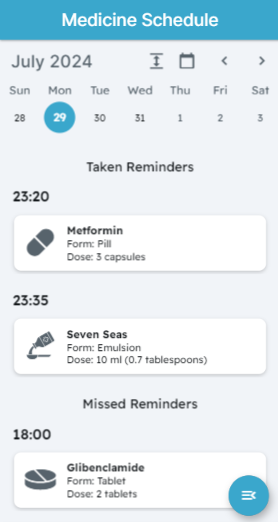 Medicine Schedule
July 2024
Sun Mon Tue Wed Thu Fri Sat
28 29 30 31 1 2 3
Taken Reminders
23:20
Metformin
Form: Pill
Dose: 3 capsules
23:35
Seven Seas
Form: Emulsion
Dose: 10 ml (0.7 tablespoons)
Missed Reminders
18:00
Glibenclamide
Form: Tablet
Dose: 2 tablets